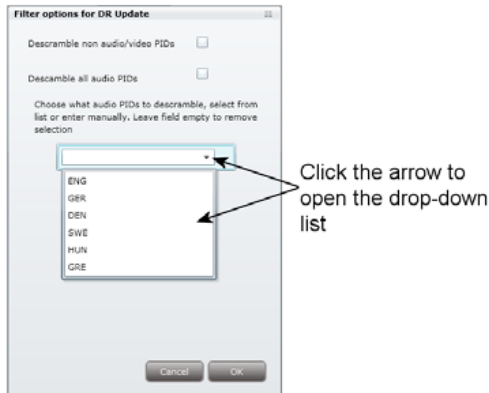 Filter options for DR Update
Descramble non audio/video PIDs
Descamble all audio PIDs
Choose what audio PIDs to descramble, select from
list or enter manually. Leave field empty to remove
selection
ENG
GER
DEN
SWE
HUN
GRE
Click the arrow to
open the drop-down
list
Cancel OK